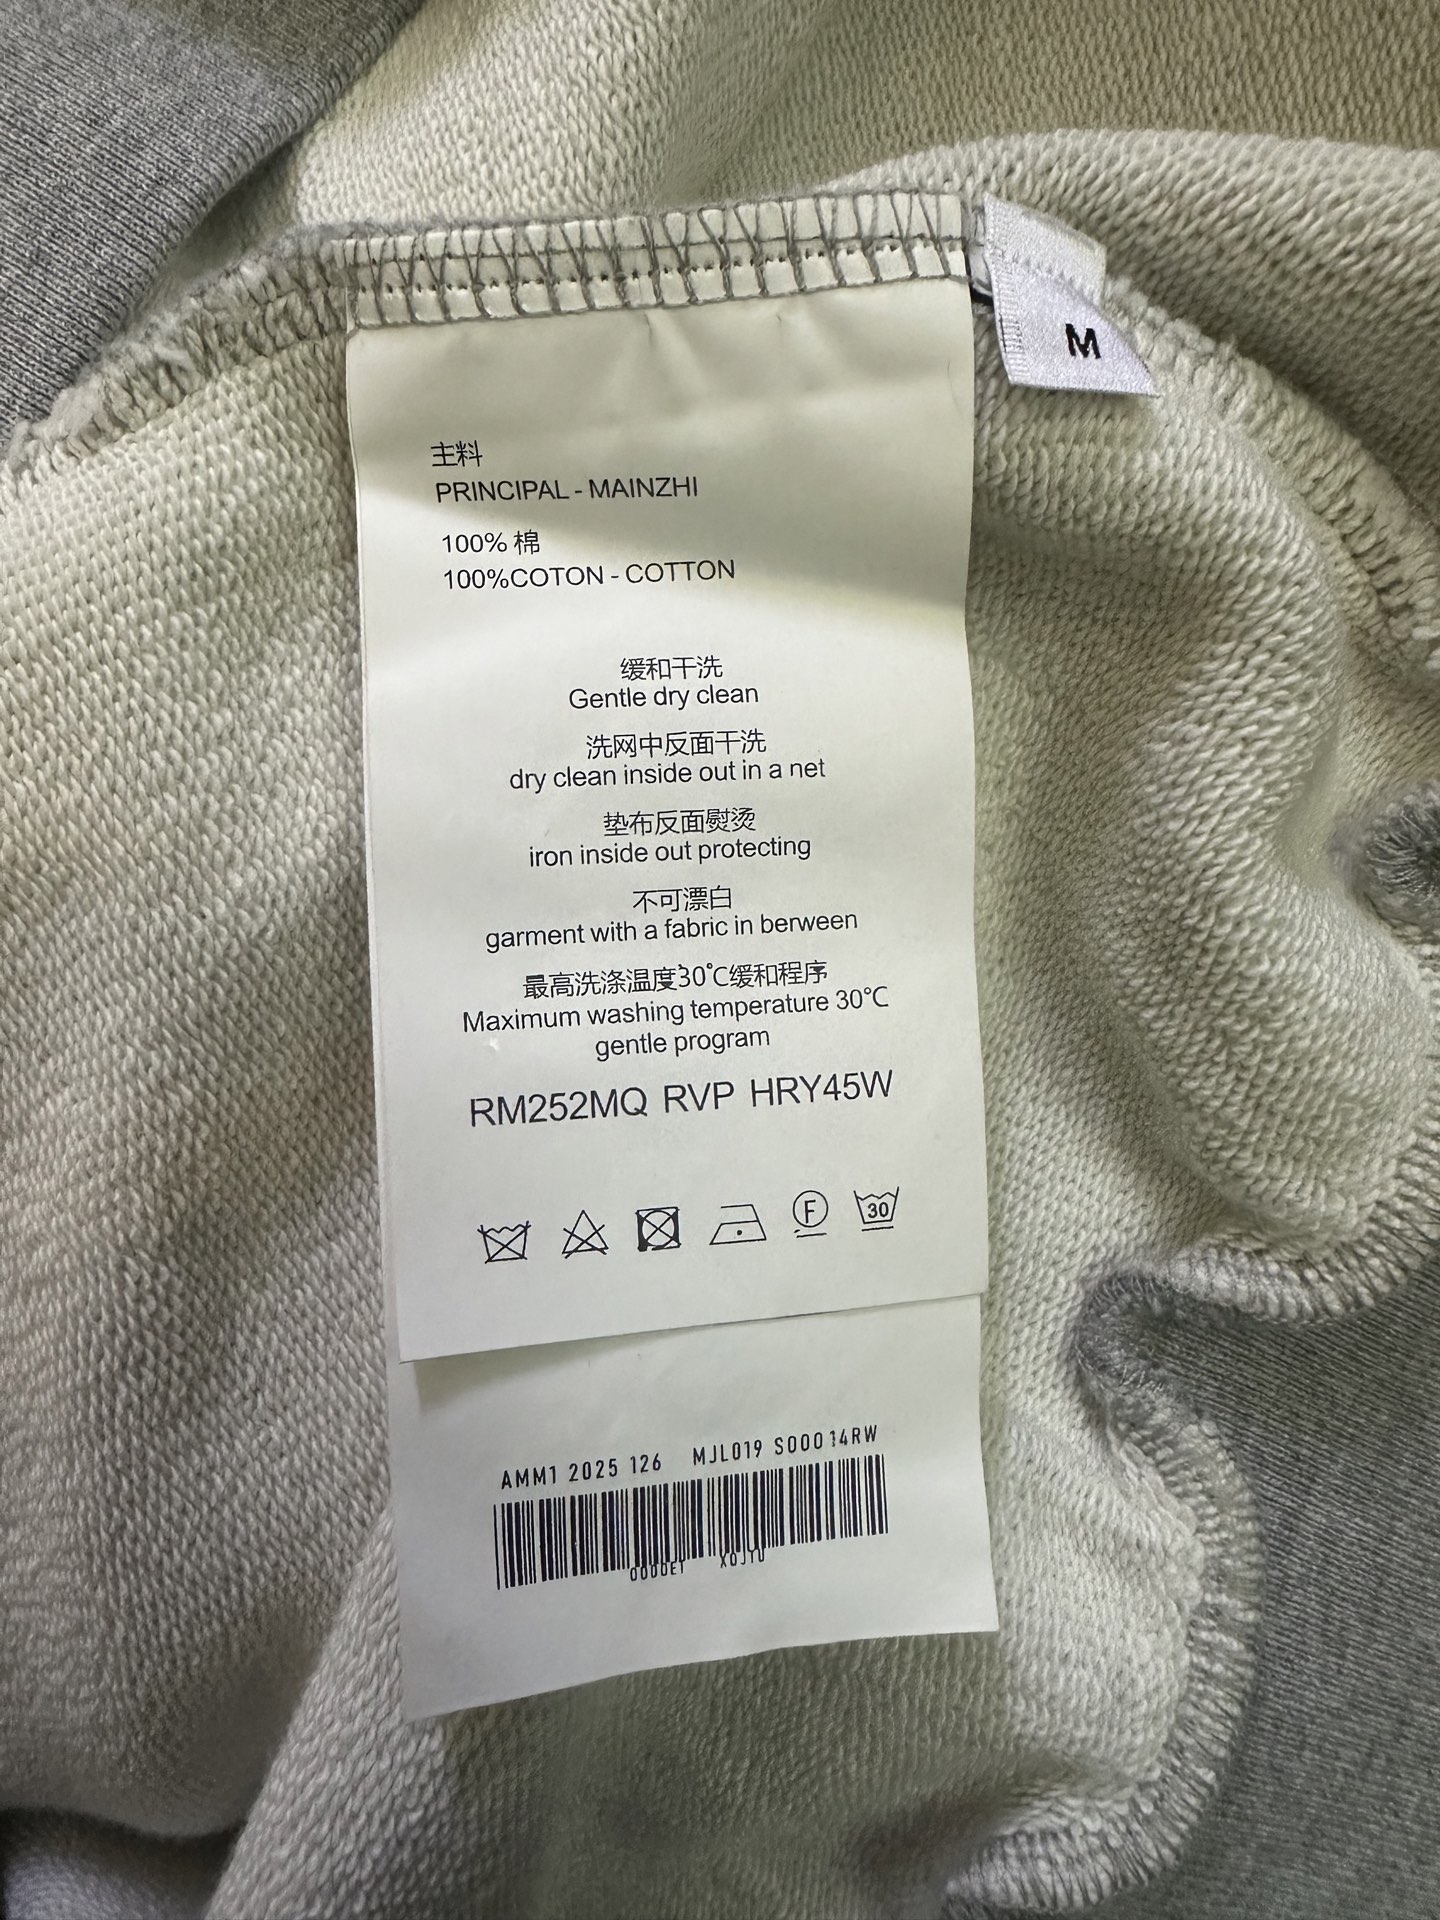 M
主料
PRINCIPAL - MAINZHI
100% 棉
100%COTON - COTTON
缓和干洗
Gentle dry clean
洗网中反面干洗
dry clean inside out in a net
垫布反面熨烫
iron inside out protecting
不可漂白
garment with a fabric in berween
最高洗涤温度30℃缓和程序
Maximum washing temperature 30℃
gentle program
RM252MQ RVP HRY45W
F 30
AMM1 2025 126 MJL019 S00014RW